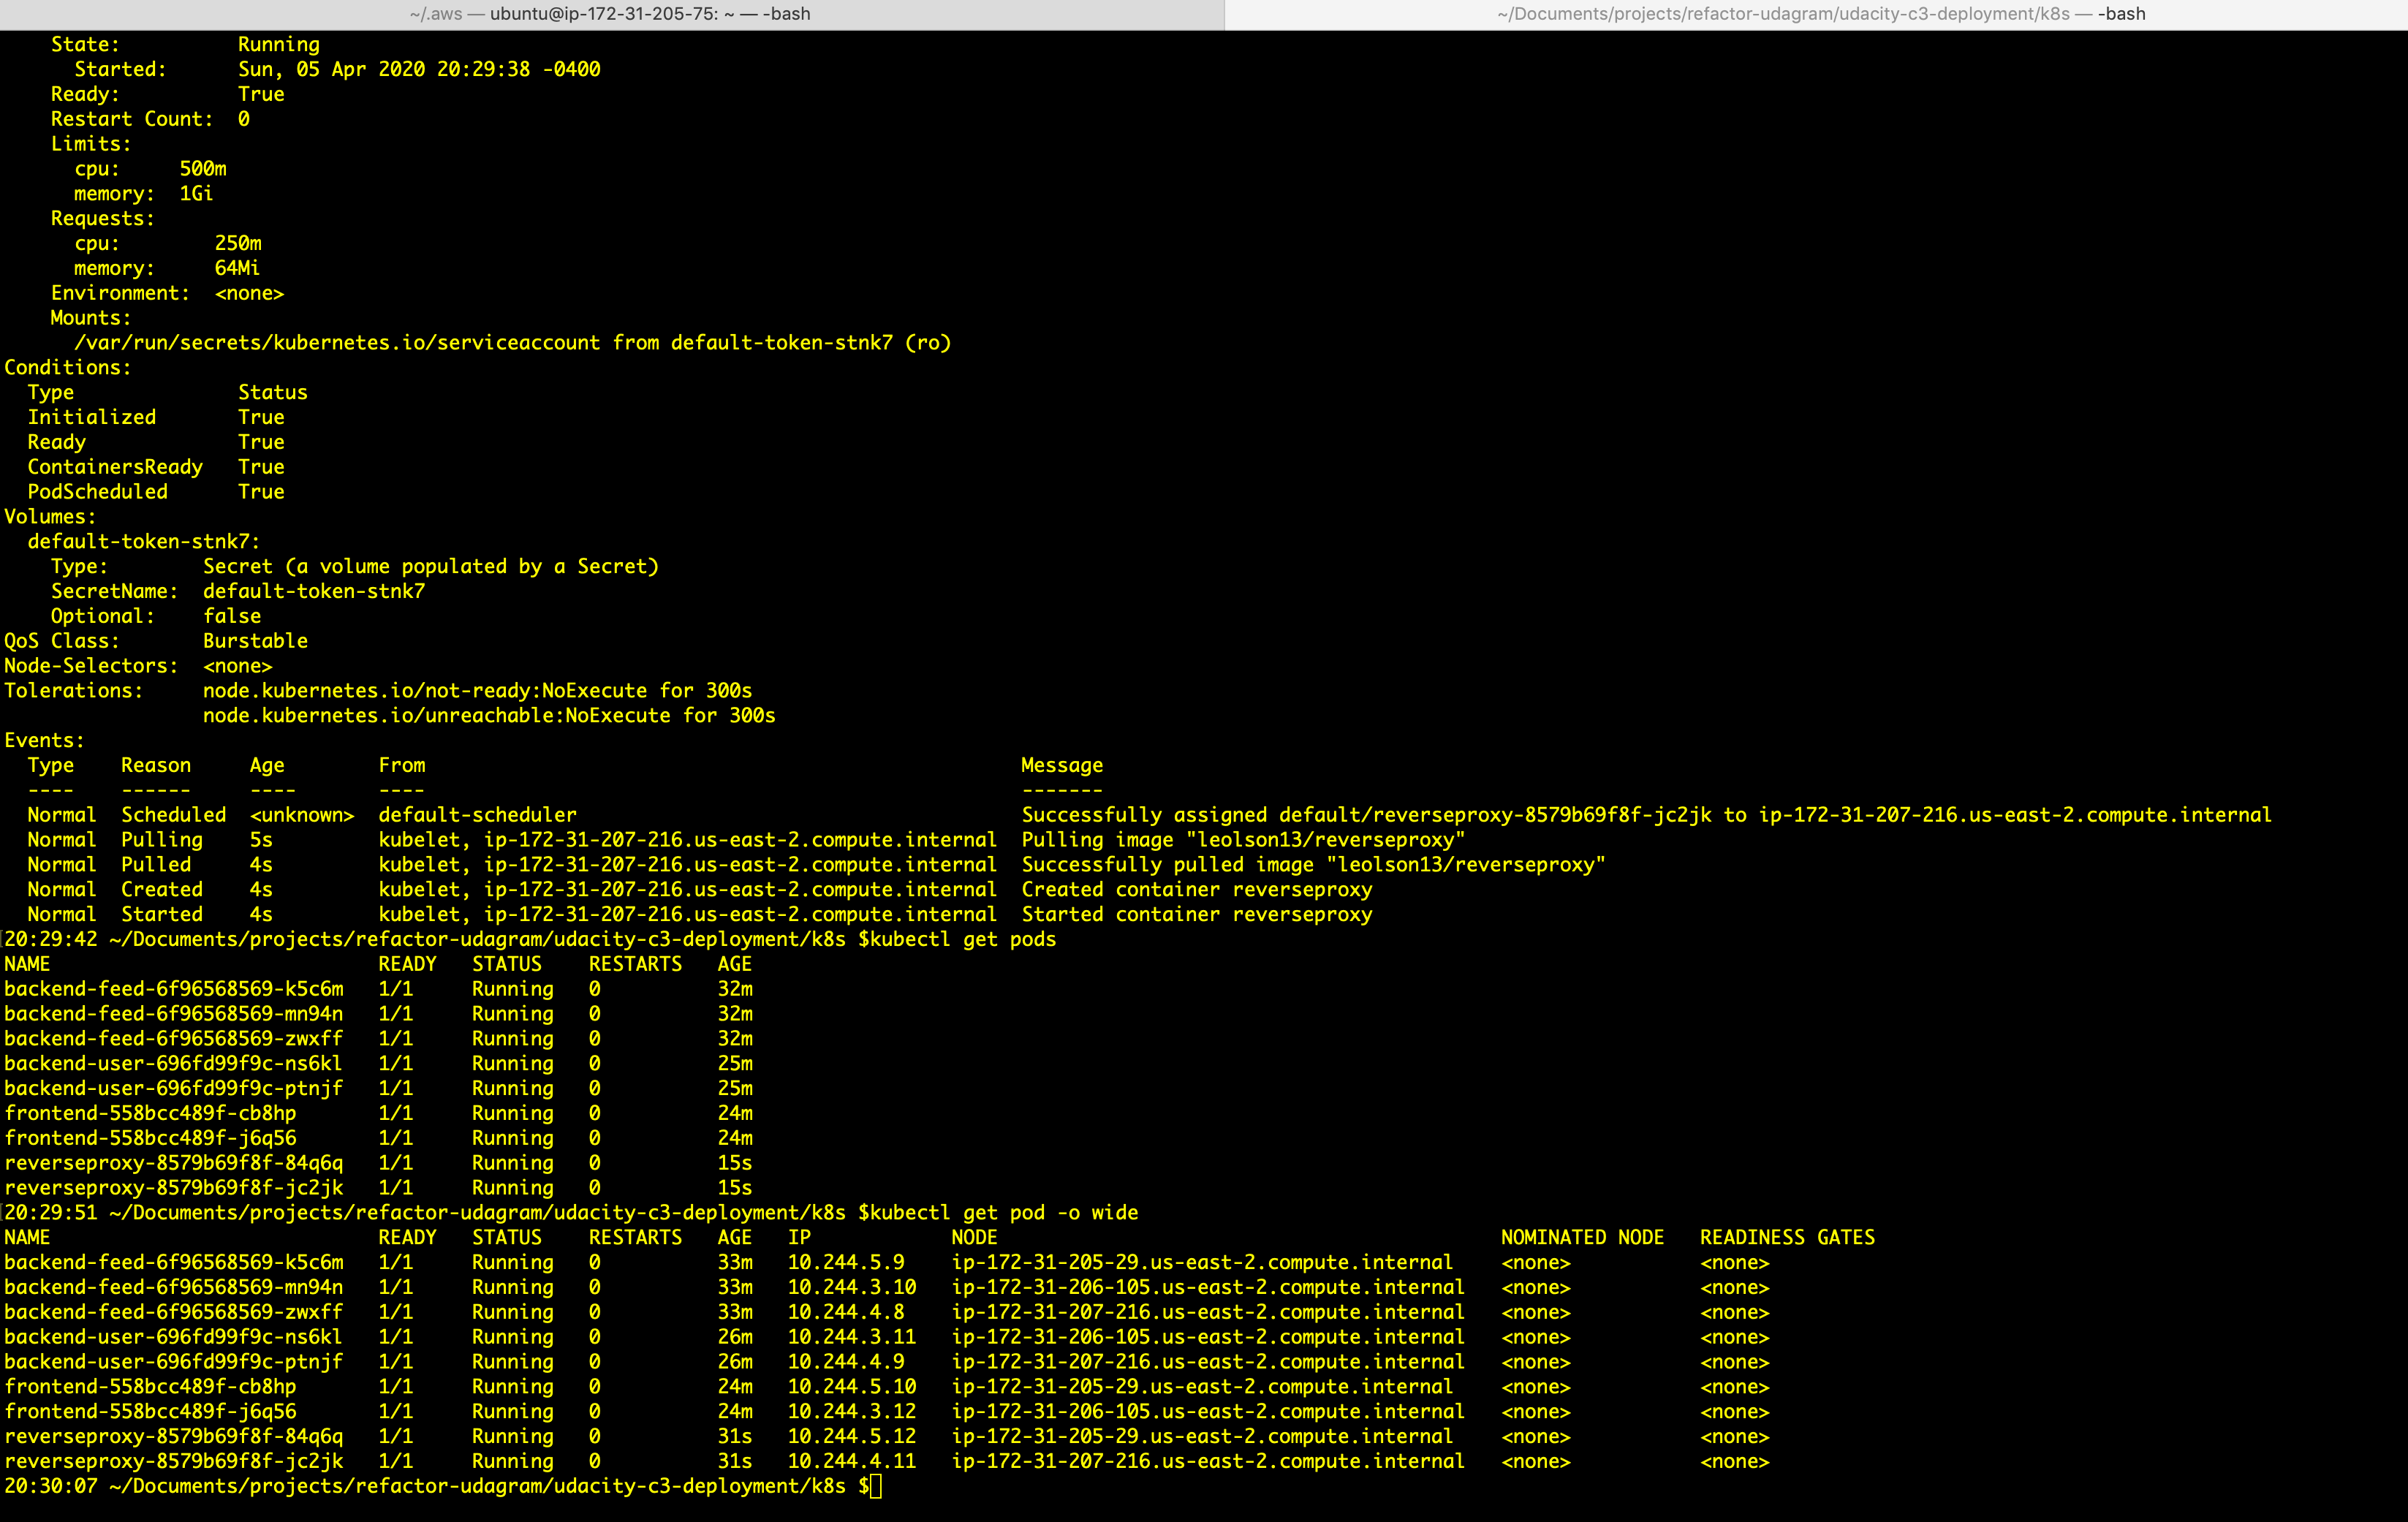 ~/.aws — ubuntu@ip-172-31-205-75: ~ — -bash
~/Documents/projects/refactor-udagram/udacity-c3-deployment/k8s — -bash
    State:          Running
      Started:      Sun, 05 Apr 2020 20:29:38 -0400
    Ready:          True
    Restart Count:  0
    Limits:
      cpu:     500m
      memory:  1Gi
    Requests:
      cpu:        250m
      memory:     64Mi
    Environment:  <none>
    Mounts:
      /var/run/secrets/kubernetes.io/serviceaccount from default-token-stnk7 (ro)
Conditions:
  Type              Status
  Initialized       True
  Ready             True
  ContainersReady   True
  PodScheduled      True
Volumes:
  default-token-stnk7:
    Type:        Secret (a volume populated by a Secret)
    SecretName:  default-token-stnk7
    Optional:    false
QoS Class:       Burstable
Node-Selectors:  <none>
Tolerations:     node.kubernetes.io/not-ready:NoExecute for 300s
                 node.kubernetes.io/unreachable:NoExecute for 300s
Events:
  Type    Reason     Age        From                                                   Message
  ----    ------     ----       ----                                                   -------
  Normal  Scheduled  <unknown>  default-scheduler                                      Successfully assigned default/reverseproxy-8579b69f8f-jc2jk to ip-172-31-207-216.us-east-2.compute.internal
  Normal  Pulling    5s         kubelet, ip-172-31-207-216.us-east-2.compute.internal  Pulling image "leolson13/reverseproxy"
  Normal  Pulled     4s         kubelet, ip-172-31-207-216.us-east-2.compute.internal  Successfully pulled image "leolson13/reverseproxy"
  Normal  Created    4s         kubelet, ip-172-31-207-216.us-east-2.compute.internal  Created container reverseproxy
  Normal  Started    4s         kubelet, ip-172-31-207-216.us-east-2.compute.internal  Started container reverseproxy
[20:29:42 ~/Documents/projects/refactor-udagram/udacity-c3-deployment/k8s $kubectl get pods
NAME                            READY   STATUS    RESTARTS   AGE
backend-feed-6f96568569-k5c6m   1/1     Running   0          32m
backend-feed-6f96568569-mn94n   1/1     Running   0          32m
backend-feed-6f96568569-zwxff   1/1     Running   0          32m
backend-user-696fd99f9c-ns6kl   1/1     Running   0          25m
backend-user-696fd99f9c-ptnjf   1/1     Running   0          25m
frontend-558bcc489f-cb8hp       1/1     Running   0          24m
frontend-558bcc489f-j6q56       1/1     Running   0          24m
reverseproxy-8579b69f8f-84q6q   1/1     Running   0          15s
reverseproxy-8579b69f8f-jc2jk   1/1     Running   0          15s
[20:29:51 ~/Documents/projects/refactor-udagram/udacity-c3-deployment/k8s $kubectl get pod -o wide
NAME                            READY   STATUS    RESTARTS   AGE   IP            NODE                                           NOMINATED NODE   READINESS GATES
backend-feed-6f96568569-k5c6m   1/1     Running   0          33m   10.244.5.9    ip-172-31-205-29.us-east-2.compute.internal    <none>           <none>
backend-feed-6f96568569-mn94n   1/1     Running   0          33m   10.244.3.10   ip-172-31-206-105.us-east-2.compute.internal   <none>           <none>
backend-feed-6f96568569-zwxff   1/1     Running   0          33m   10.244.4.8    ip-172-31-207-216.us-east-2.compute.internal   <none>           <none>
backend-user-696fd99f9c-ns6kl   1/1     Running   0          26m   10.244.3.11   ip-172-31-206-105.us-east-2.compute.internal   <none>           <none>
backend-user-696fd99f9c-ptnjf   1/1     Running   0          26m   10.244.4.9    ip-172-31-207-216.us-east-2.compute.internal   <none>           <none>
frontend-558bcc489f-cb8hp       1/1     Running   0          24m   10.244.5.10   ip-172-31-205-29.us-east-2.compute.internal    <none>           <none>
frontend-558bcc489f-j6q56       1/1     Running   0          24m   10.244.3.12   ip-172-31-206-105.us-east-2.compute.internal   <none>           <none>
reverseproxy-8579b69f8f-84q6q   1/1     Running   0          31s   10.244.5.12   ip-172-31-205-29.us-east-2.compute.internal    <none>           <none>
reverseproxy-8579b69f8f-jc2jk   1/1     Running   0          31s   10.244.4.11   ip-172-31-207-216.us-east-2.compute.internal   <none>           <none>
20:30:07 ~/Documents/projects/refactor-udagram/udacity-c3-deployment/k8s $